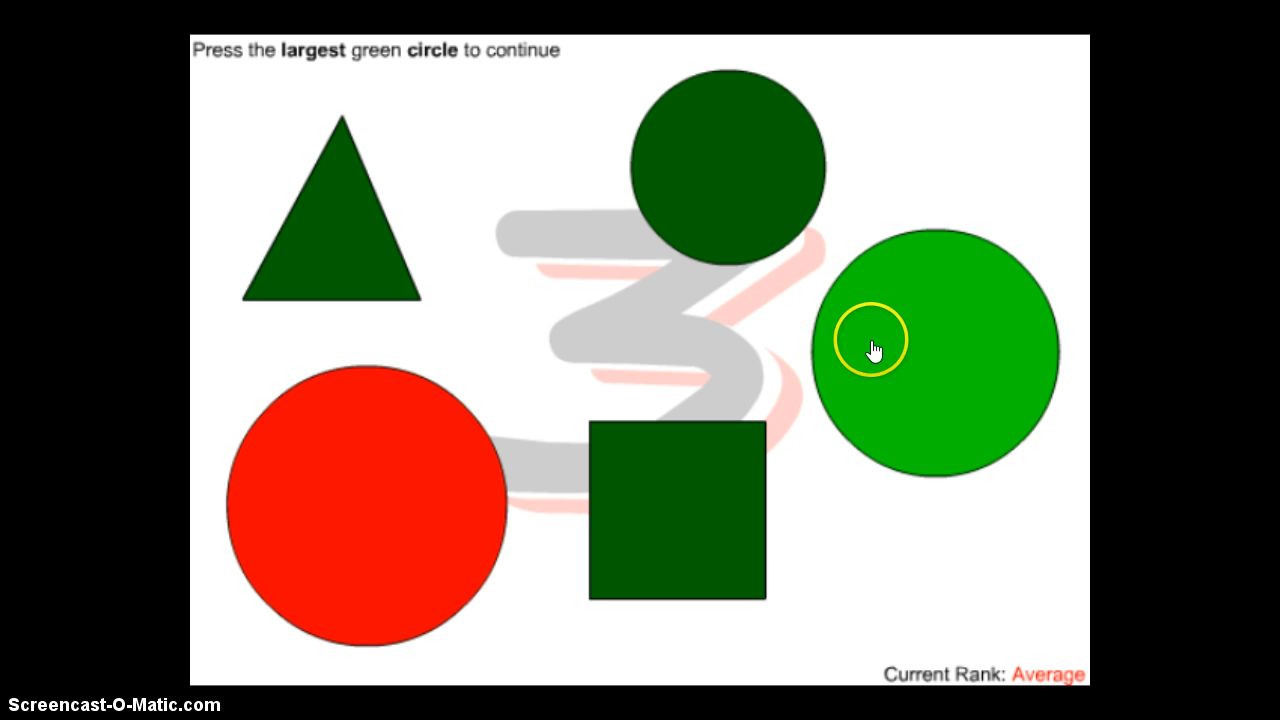 Press the largest green circle to continue
Current Rank: Average
Screencast-O-Matic.com